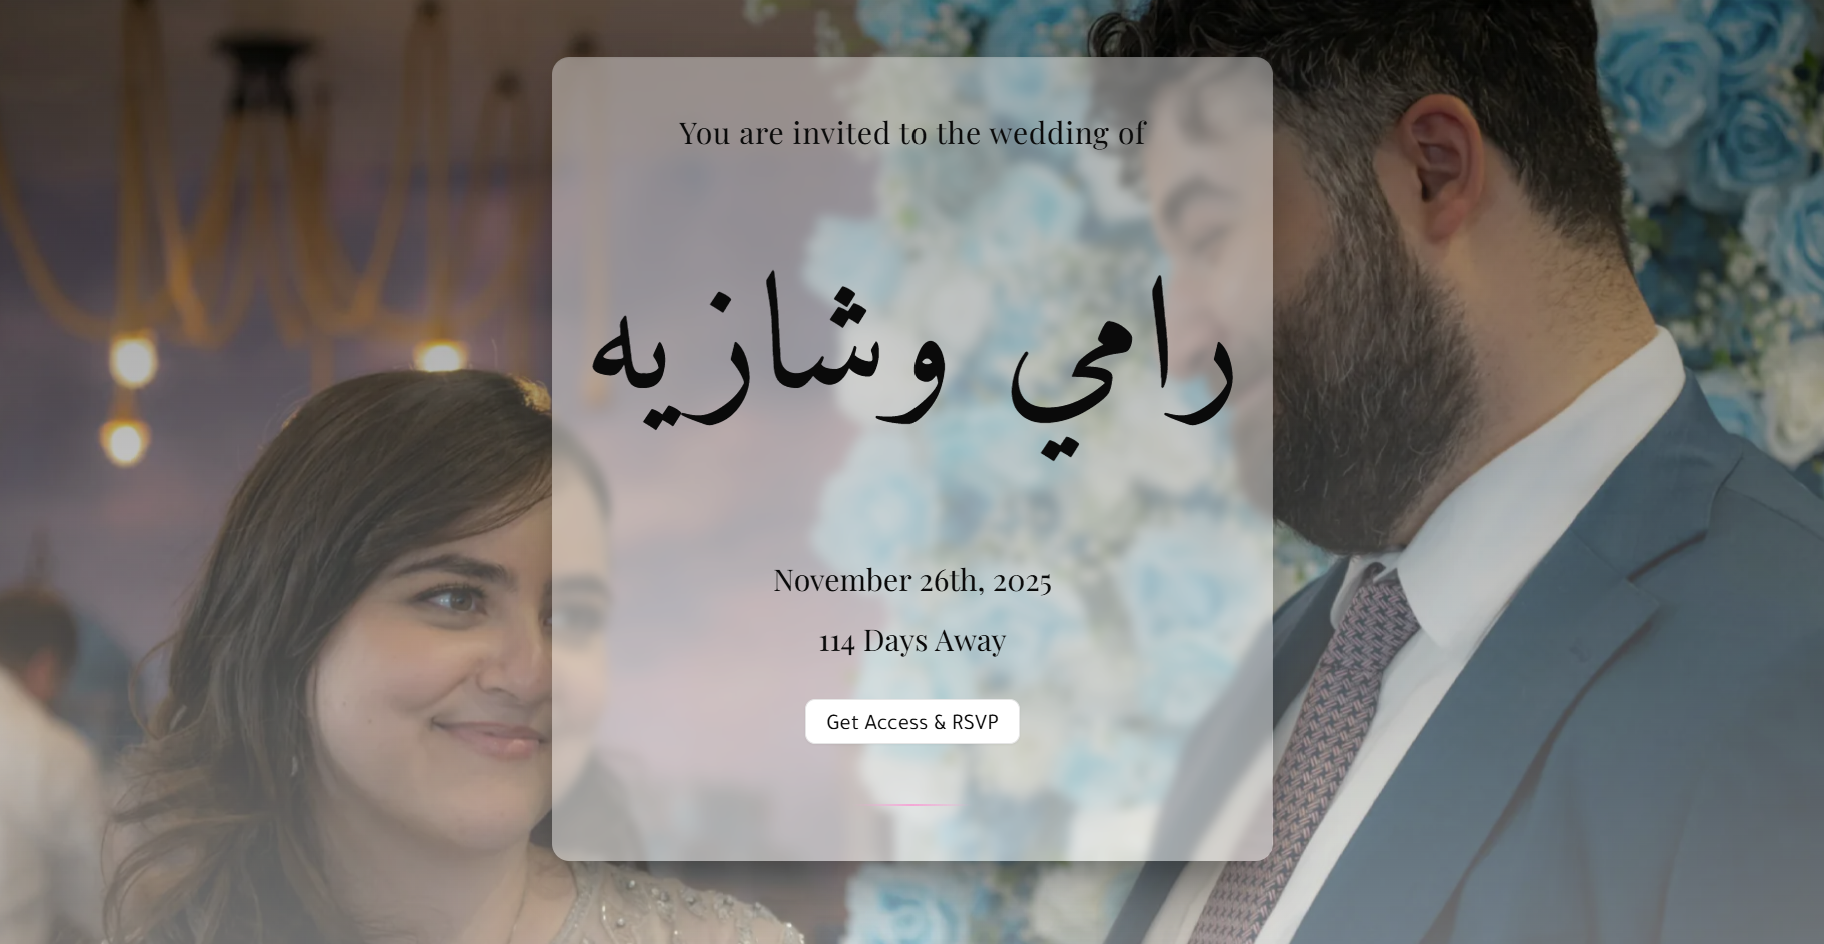 You are invited to the wedding of
رامي وشازيه
November 26th, 2025
114 Days Away
Get Access & RSVP